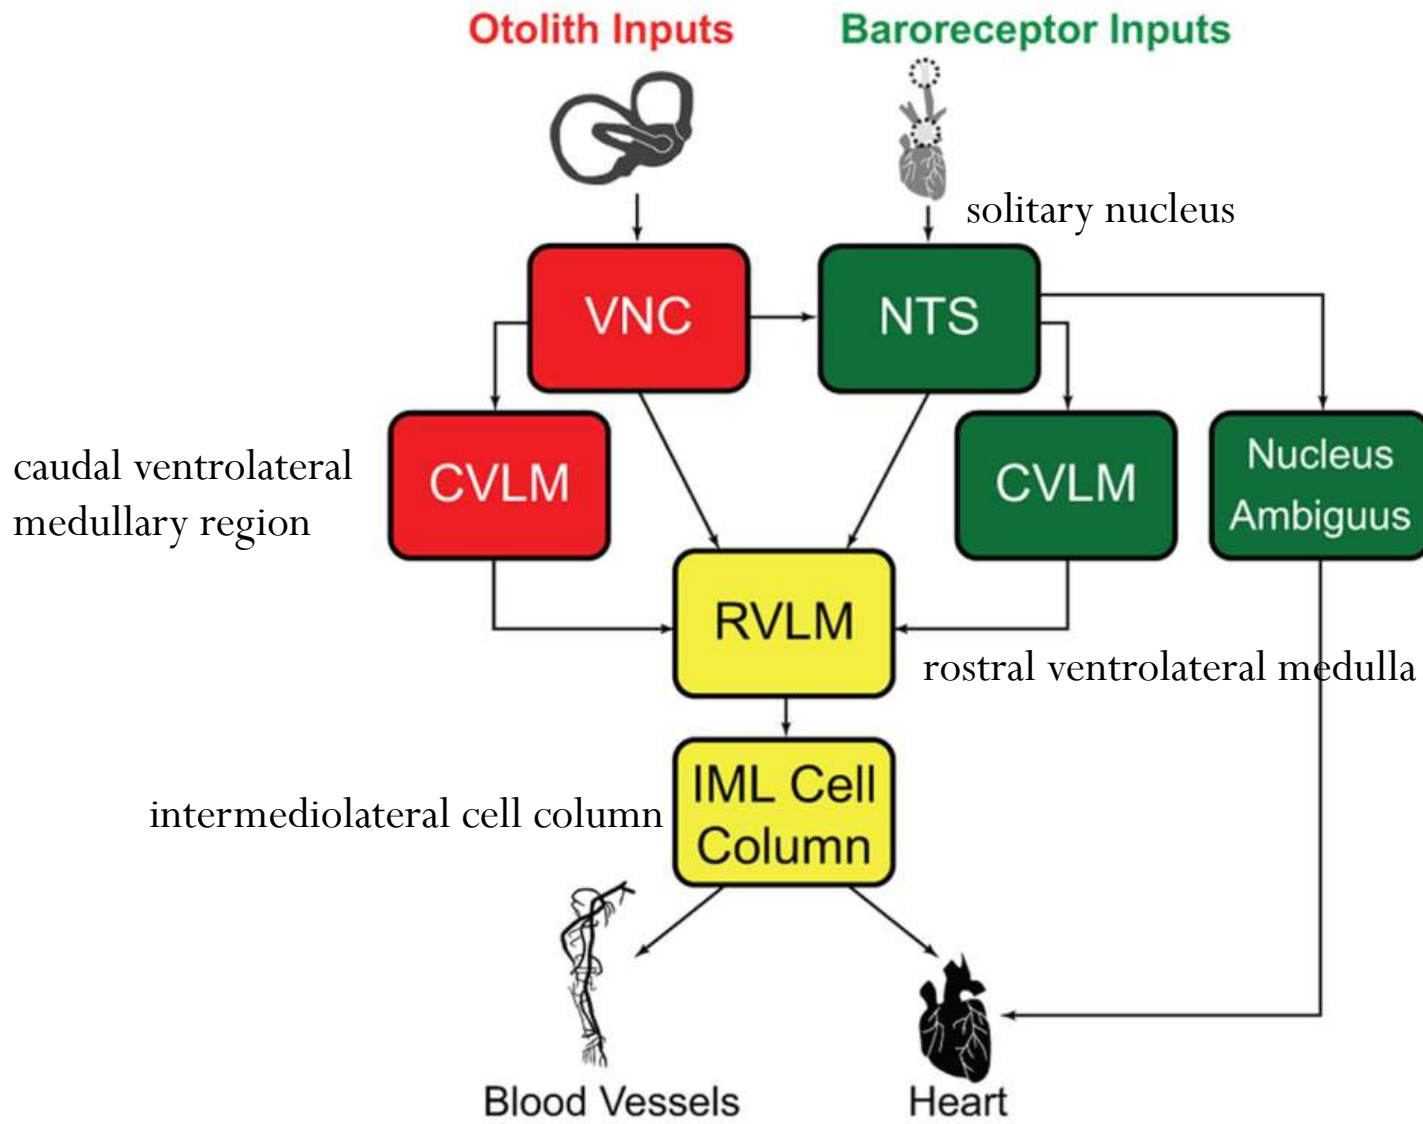 Otolith Inputs
Baroreceptor Inputs
solitary nucleus
VNC
NTS
caudal ventrolateral
medullary region
CVLM
CVLM
Nucleus
Ambiguus
RVLM
rostral ventrolateral medulla
intermediolateral cell column
IML Cell
Column
Blood Vessels
Heart